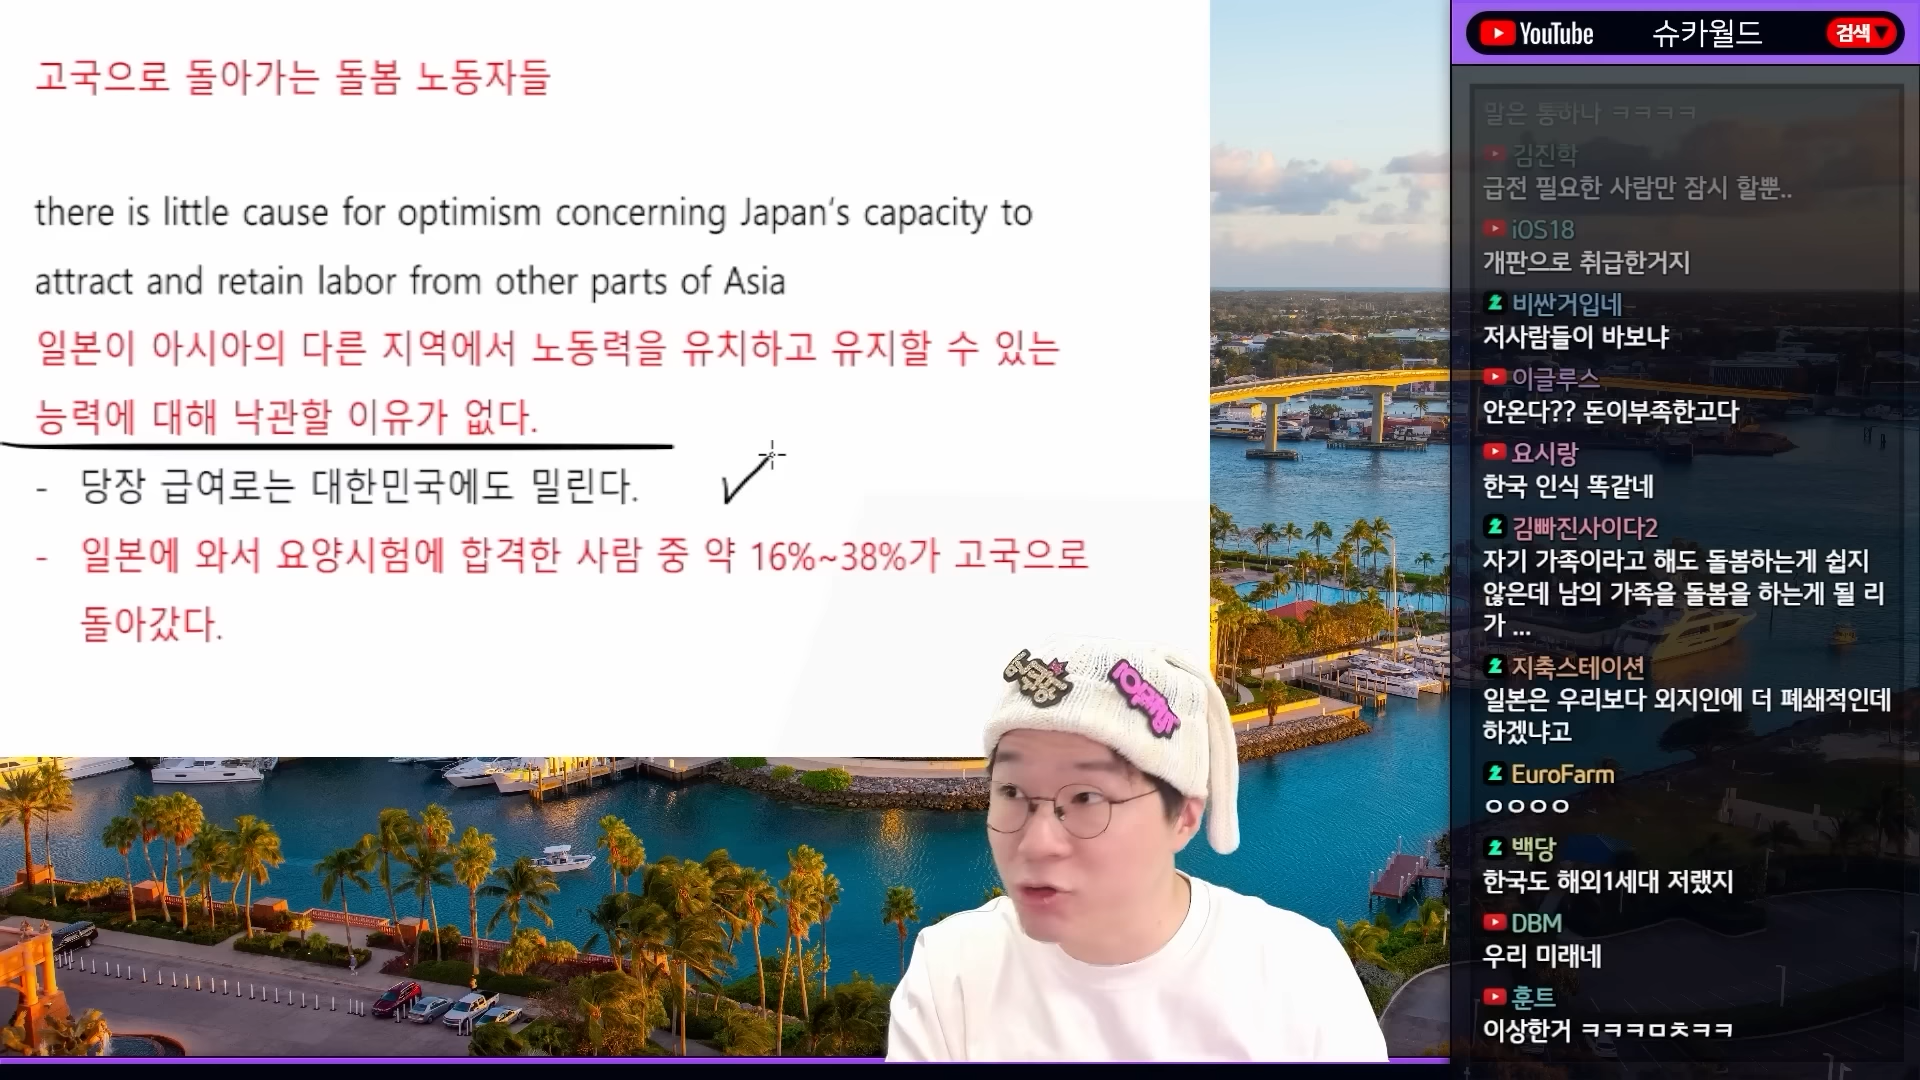 고국으로 돌아가는 돌봄 노동자들
there is little cause for optimism concerning Japan's capacity to
attract and retain labor from other parts of Asia
일본이 아시아의 다른 지역에서 노동력을 유치하고 유지할 수 있는
능력에 대해 낙관할 이유가 없다.
- 당장 급여로는 대한민국에도 밀린다.
- 일본에 와서 요양시험에 합격한 사람 중 약 16%~38%가 고국으로
돌아갔다.
YouTube 슈카월드 검색
말은 통하나 ㅋㅋㅋㅋ
김진학
급전 필요한 사람만 잠시 할뿐..
iOS18
개판으로 취급한거지
비싼거입네
저사람들이 바보냐
이글루스
안온다?? 돈이부족한고다
요시랑
한국 인식 똑같네
김빠진사이다2
자기 가족이라고 해도 돌봄하는게 쉽지
않은데 남의 가족을 돌봄을 하는게 될 리
가 ...
지축스테이션
일본은 우리보다 외지인에 더 폐쇄적인데
하겠냐고
EuroFarm
ㅇㅇㅇㅇ
백당
한국도 해외1세대 저랬지
DBM
우리 미래네
훈트
이상한거 ㅋㅋㅋㅁㅊㅋㅋ